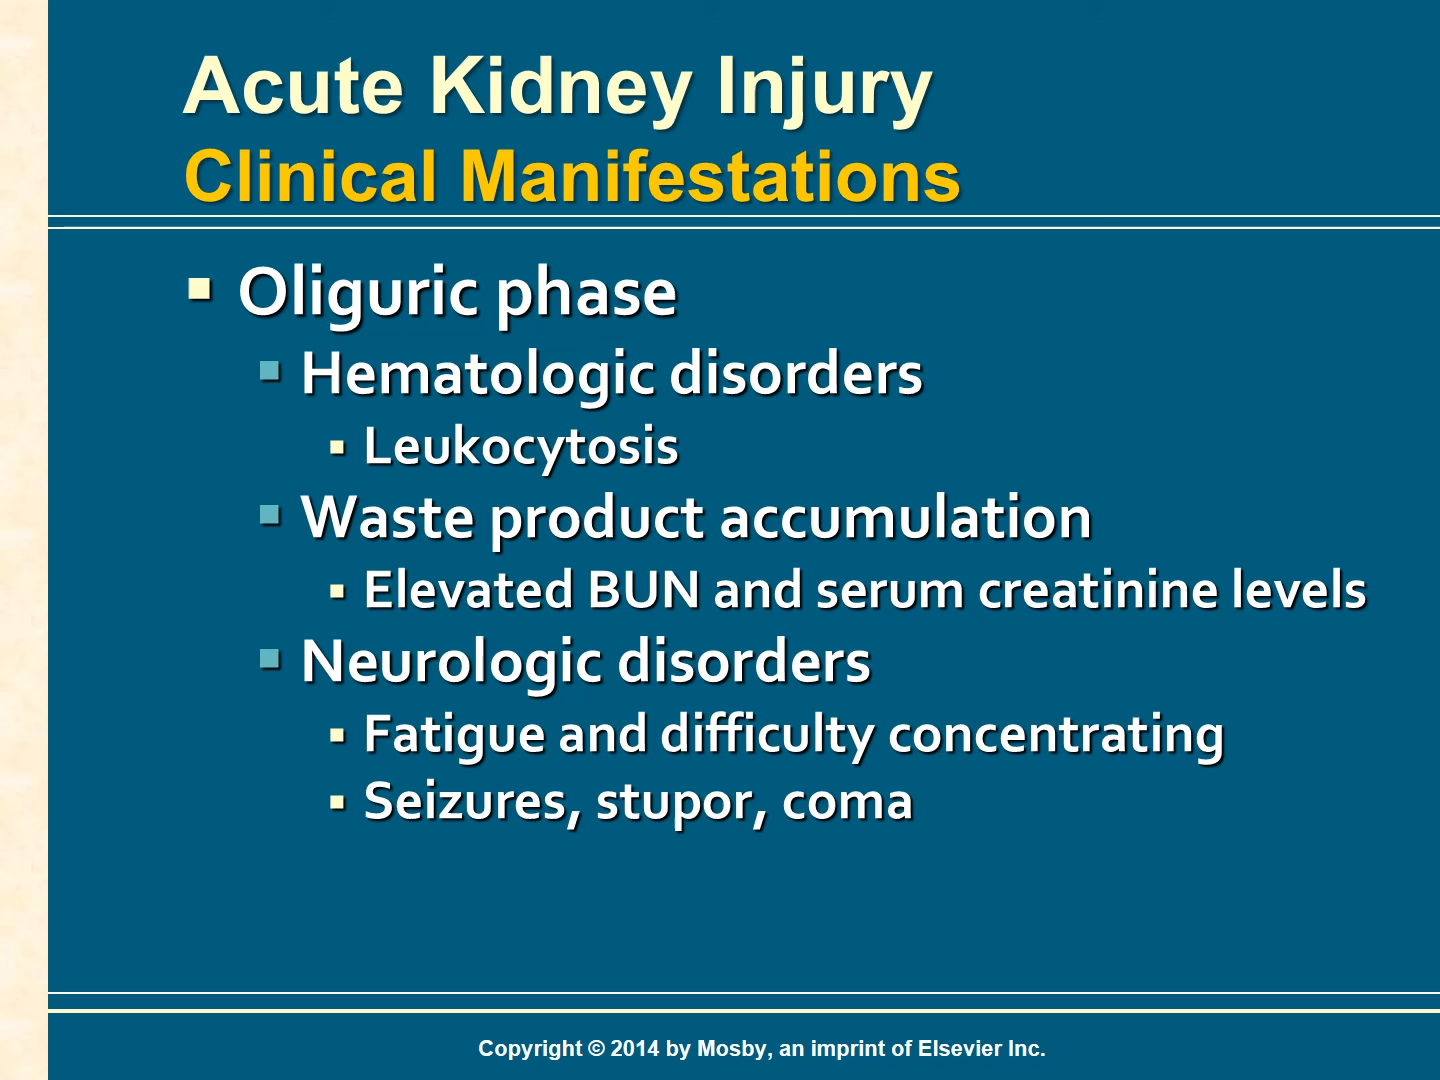 Acute Kidney Injury
Clinical Manifestations
Oliguric phase
Hematologic disorders
Leukocytosis
Waste product accumulation
Elevated BUN and serum creatinine levels
Neurologic disorders
Fatigue and difficulty concentrating
Seizures, stupor, coma
Copyright © 2014 by Mosby, an imprint of Elsevier Inc.